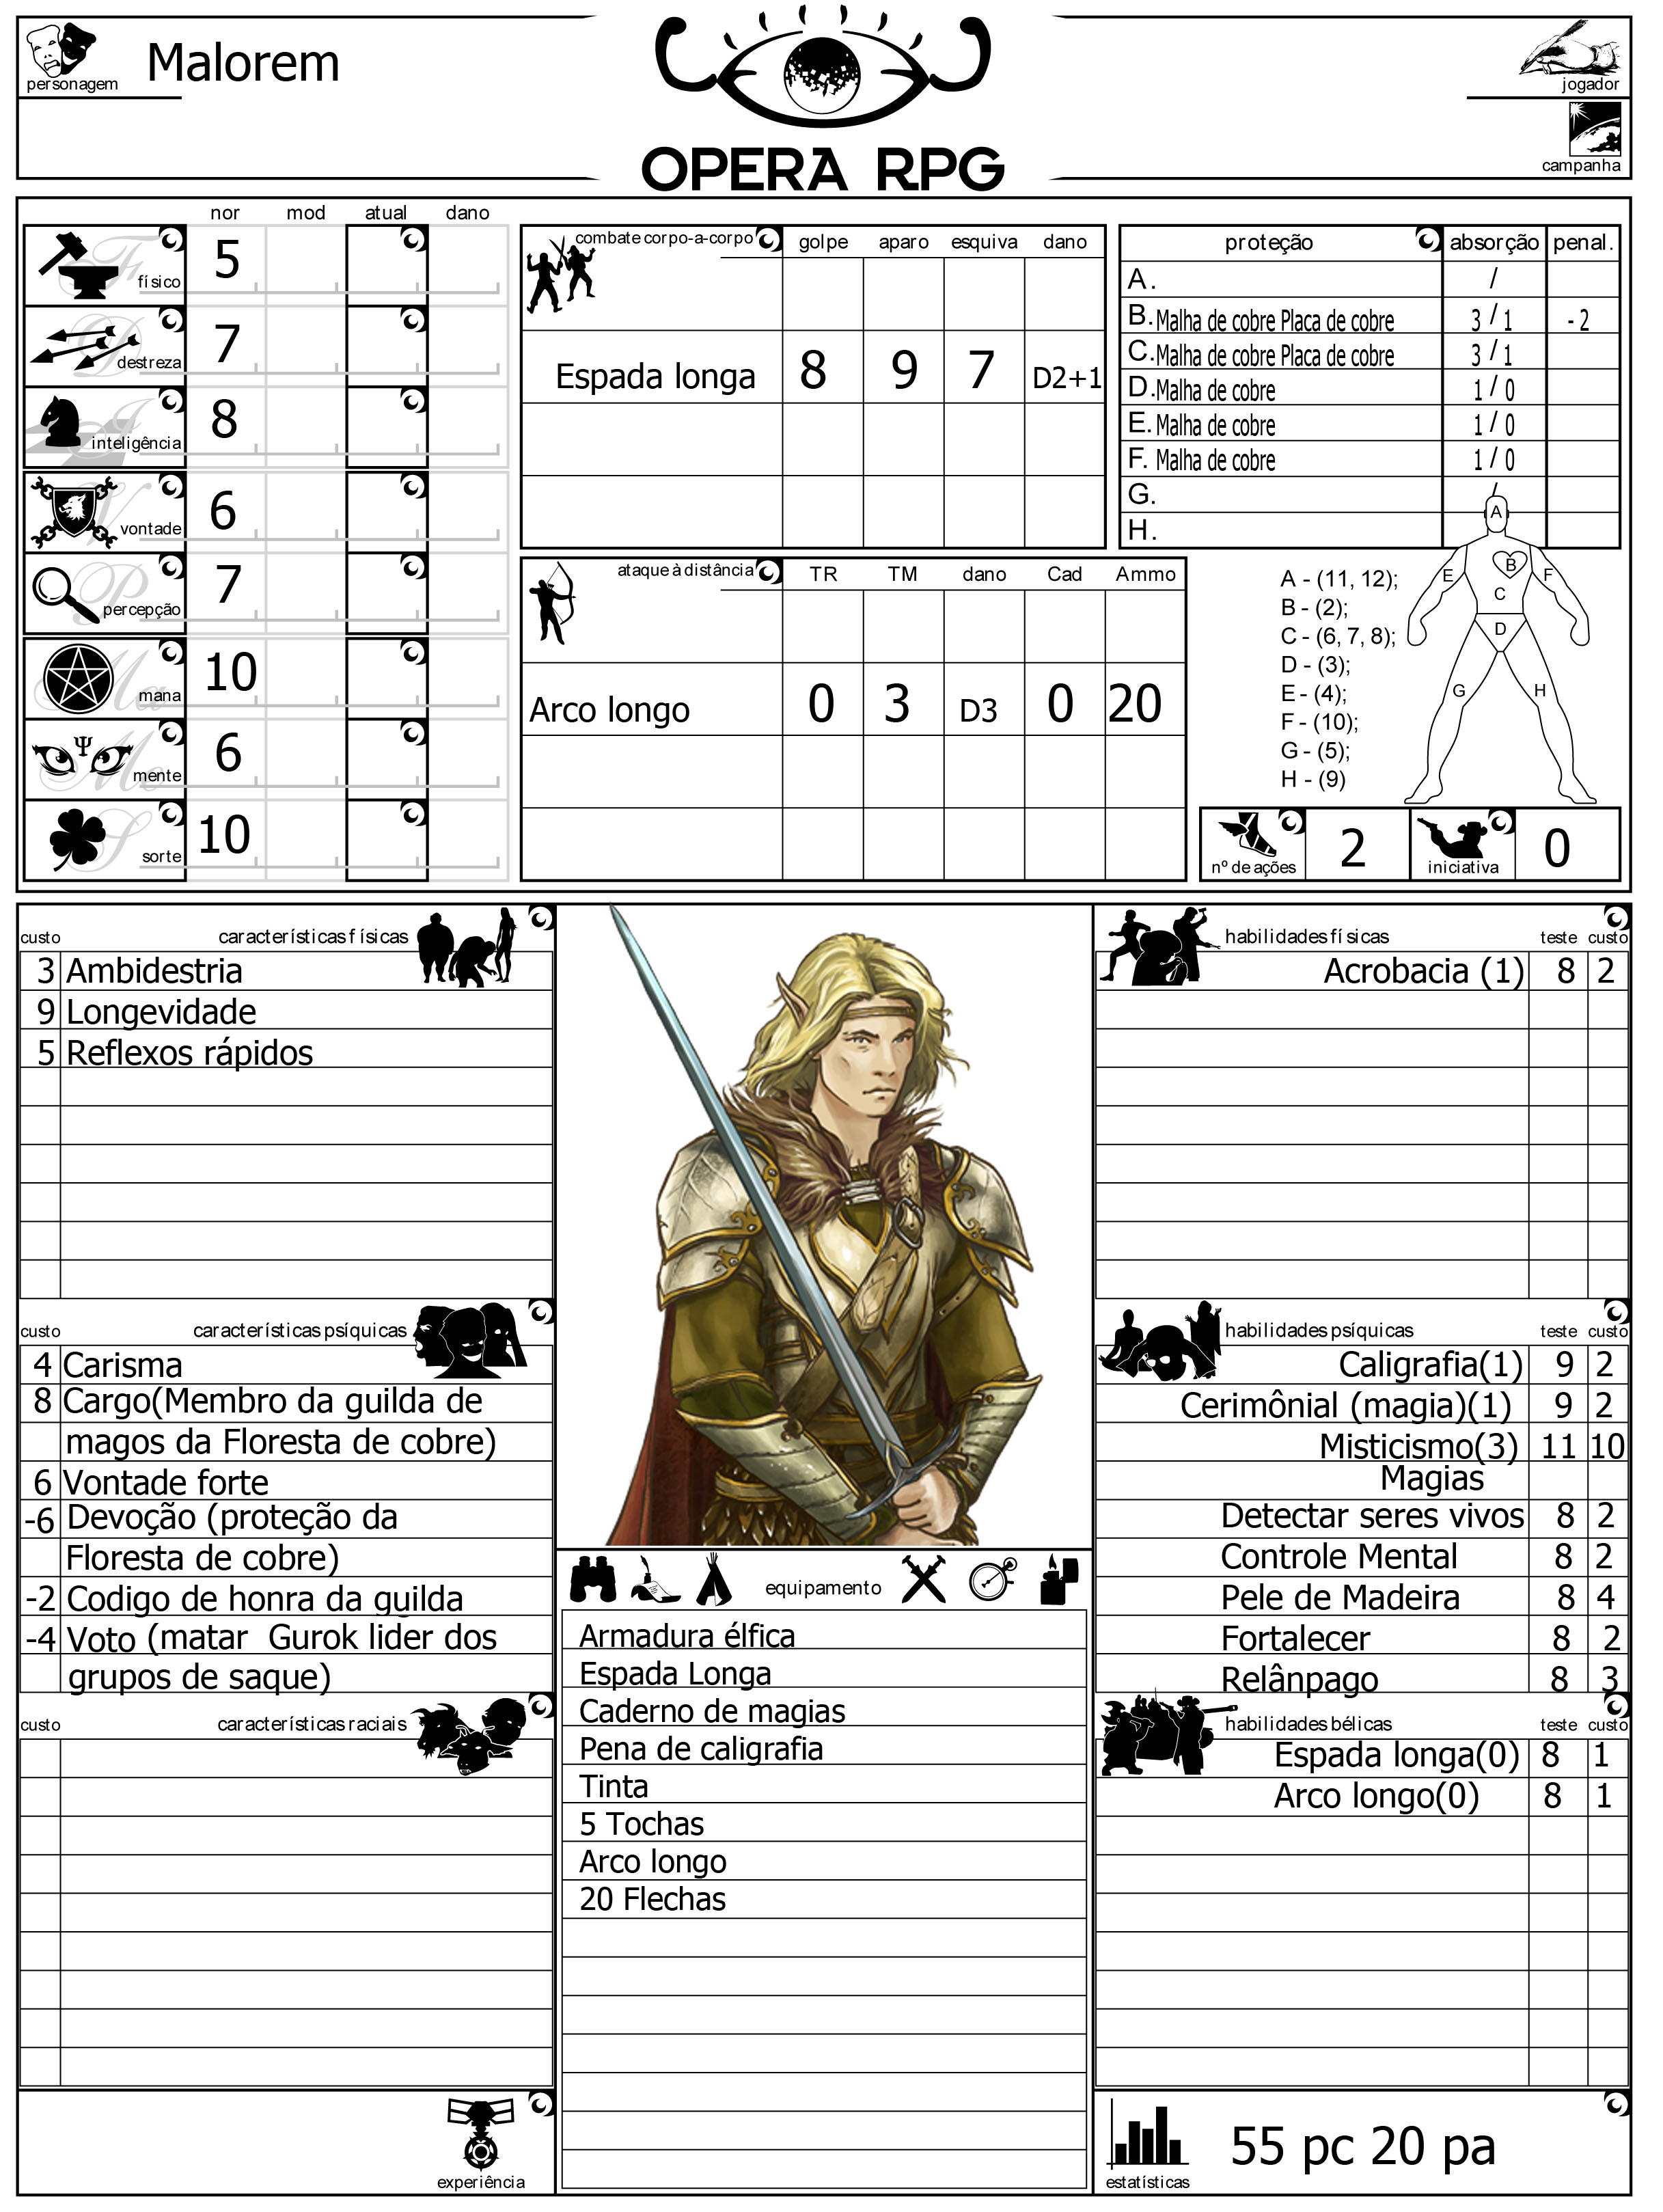 personagem
Malorem
jogador
campanha
OPERA RPG
nor mod atual dano
físico 5
destreza 7
inteligência 8
vontade 6
percepção 7
mana 10
mente 6
sorte 10
combate corpo-a-corpo golpe aparo esquiva dano
Espada longa 8 9 7 D2+1
ataque à distância TR TM dano Cad Ammo
Arco longo 0 3 D3 0 20
proteção absorção penal.
A. /
B. Malha de cobre Placa de cobre 3 / 1 - 2
C. Malha de cobre Placa de cobre 3 / 1
D. Malha de cobre 1 / 0
E. Malha de cobre 1 / 0
F. Malha de cobre 1 / 0
G. /
H.
A
B
C
D
E
F
G
H
A - (11, 12);
B - (2);
C - (6, 7, 8);
D - (3);
E - (4);
F - (10);
G - (5);
H - (9)
nº de ações 2
iniciativa 0
custo características físicas
3 Ambidestria
9 Longevidade
5 Reflexos rápidos
custo características psíquicas
4 Carisma
8 Cargo(Membro da guilda de
magos da Floresta de cobre)
6 Vontade forte
-6 Devoção (proteção da
Floresta de cobre)
-2 Codigo de honra da guilda
-4 Voto (matar Gurok lider dos
grupos de saque)
custo características raciais
experiência
equipamento
Armadura élfica
Espada Longa
Caderno de magias
Pena de caligrafia
Tinta
5 Tochas
Arco longo
20 Flechas
habilidades físicas teste custo
Acrobacia (1) 8 2
habilidades psíquicas teste custo
Caligrafia(1) 9 2
Cerimônial (magia)(1) 9 2
Misticismo(3) 11 10
Magias
Detectar seres vivos 8 2
Controle Mental 8 2
Pele de Madeira 8 4
Fortalecer 8 2
Relânpago 8 3
habilidades bélicas teste custo
Espada longa(0) 8 1
Arco longo(0) 8 1
estatísticas
55 pc 20 pa